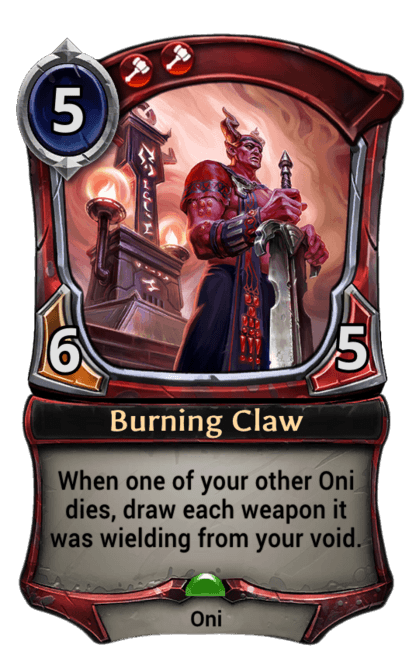 5
6
5
Burning Claw
When one of your other Oni
dies, draw each weapon it
was wielding from your void.
Oni